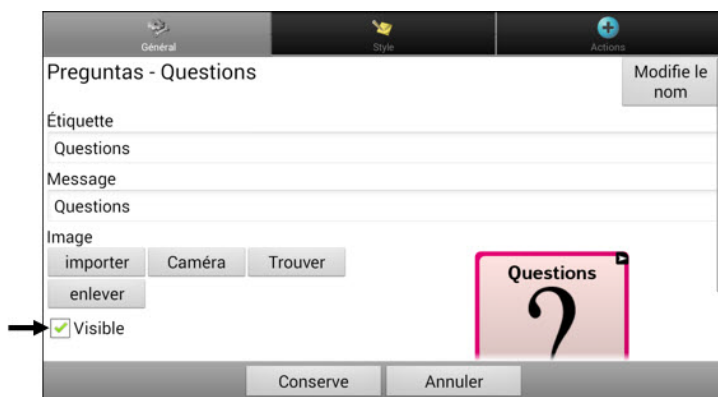 Général
Style
Actions
Preguntas - Questions
Modifie le
nom
Étiquette
Questions
Message
Questions
Image
importer
Caméra
Trouver
enlever
Questions
?
Visible
Conserve
Annuler